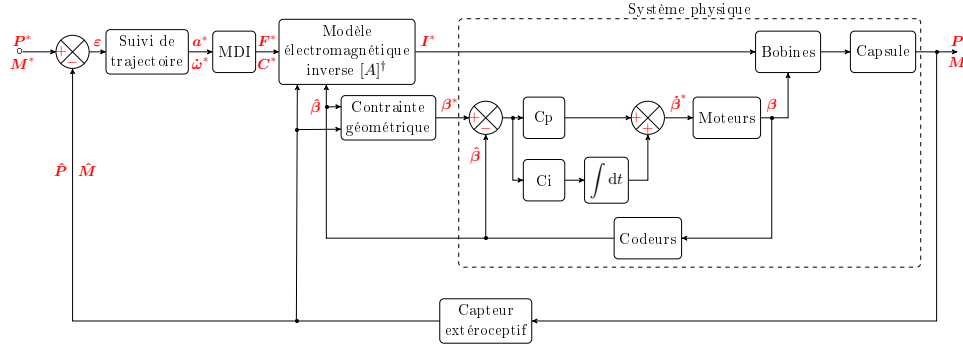 Système physique
P*
M*
+
−
ε
Suivi de
trajectoire
a*
ω̇*
MDI
F*
C*
Modèle
électromagnétique
inverse [A]†
I*
Bobines
Capsule
P
M
β̂
Contrainte
géométrique
β*
+
−
β̂
Cp
Ci
∫ dt
+
+
β̇*
Moteurs
β
P̂ M̂
Codeurs
Capteur
extéroceptif